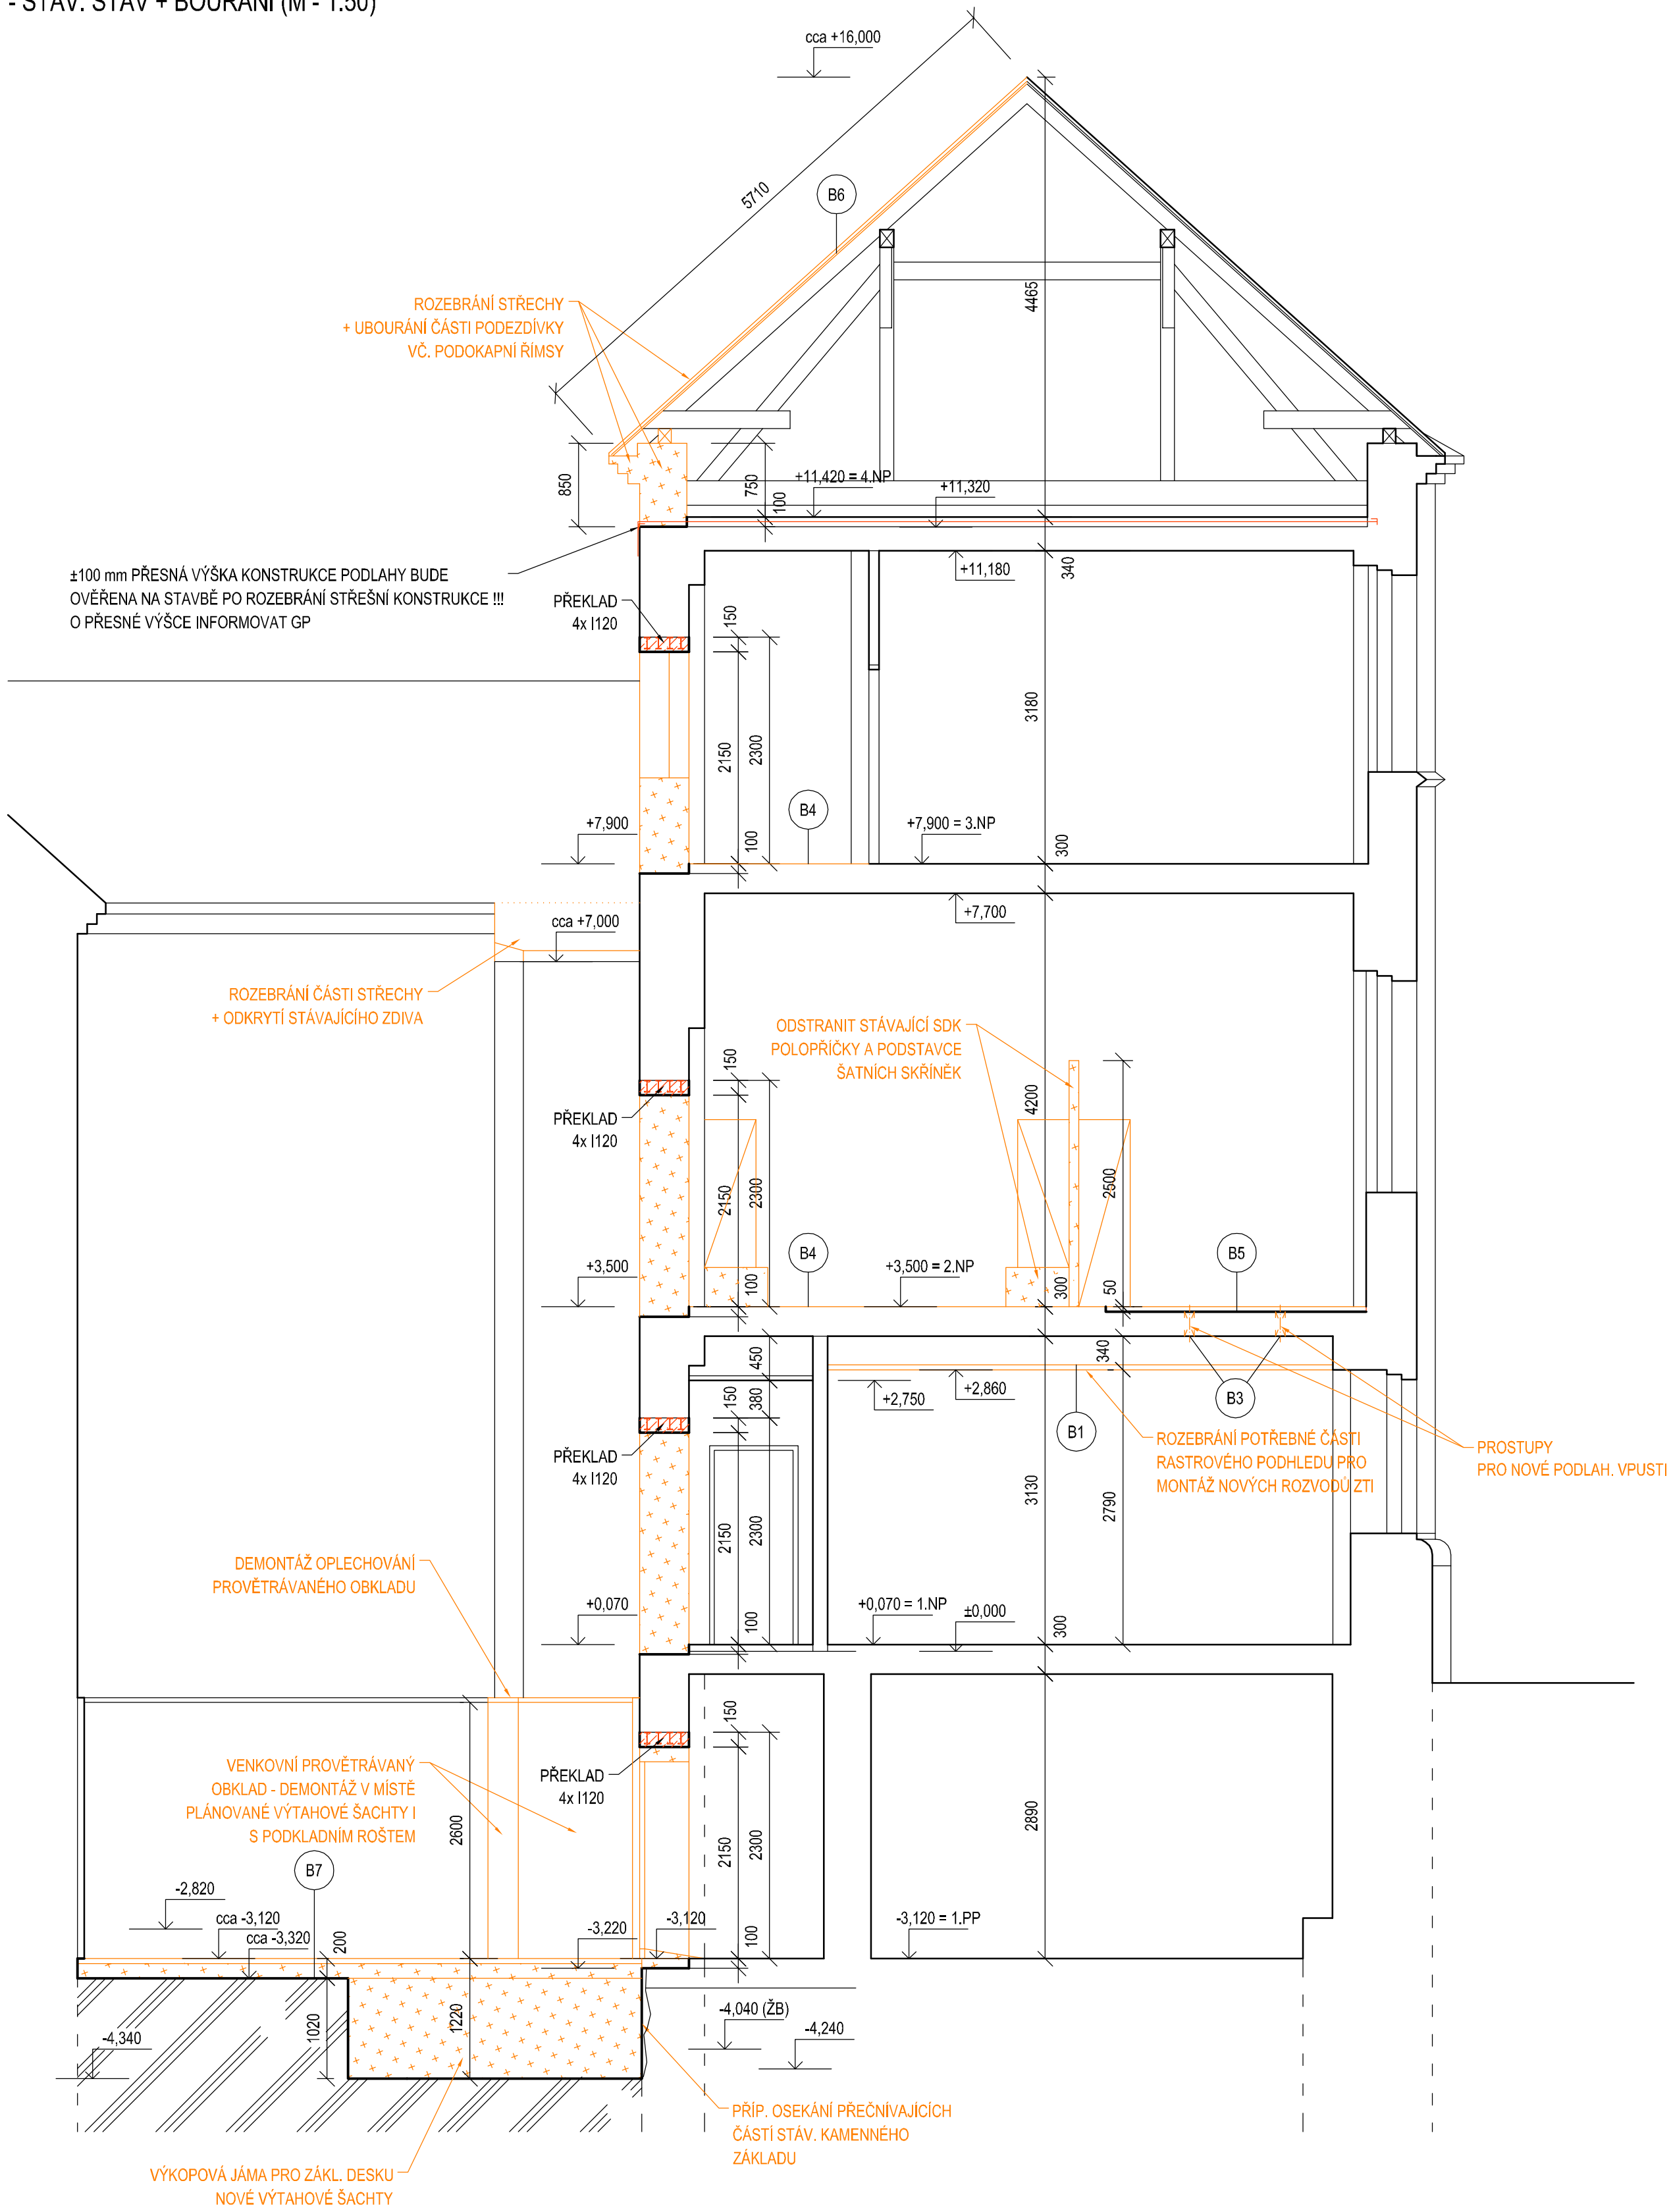 - STÁV. STAV + BOURÁNÍ (M - 1:50)
cca +16,000
5710
B6
4465
ROZEBRÁNÍ STŘECHY
+ UBOURÁNÍ ČÁSTI PODEZDÍVKY
VČ. PODOKAPNÍ ŘÍMSY
850
750
100
+11,420 = 4.NP
+11,320
+11,180
340
±100 mm PŘESNÁ VÝŠKA KONSTRUKCE PODLAHY BUDE
OVĚŘENA NA STAVBĚ PO ROZEBRÁNÍ STŘEŠNÍ KONSTRUKCE !!!
O PŘESNÉ VÝŠCE INFORMOVAT GP
PŘEKLAD
4x I120
150
2150
2300
3180
100
B4
+7,900
+7,900 = 3.NP
300
+7,700
cca +7,000
ROZEBRÁNÍ ČÁSTI STŘECHY
+ ODKRYTÍ STÁVAJÍCÍHO ZDIVA
ODSTRANIT STÁVAJÍCÍ SDK
POLOPŘÍČKY A PODSTAVCE
ŠATNÍCH SKŘÍNĚK
150
PŘEKLAD
4x I120
4200
2150
2300
2500
100
B4
B5
+3,500
+3,500 = 2.NP
300
50
450
340
B3
+2,750
+2,860
150
380
B1
PŘEKLAD
4x I120
ROZEBRÁNÍ POTŘEBNÉ ČÁSTI
RASTROVÉHO PODHLEDU PRO
MONTÁŽ NOVÝCH ROZVODŮ ZTI
PROSTUPY
PRO NOVÉ PODLAH. VPUSTI
2150
2300
3130
2790
DEMONTÁŽ OPLECHOVÁNÍ
PROVĚTRÁVANÉHO OBKLADU
+0,070
100
+0,070 = 1.NP
±0,000
300
150
VENKOVNÍ PROVĚTRÁVANÝ
OBKLAD - DEMONTÁŽ V MÍSTĚ
PLÁNOVANÉ VÝTAHOVÉ ŠACHTY I
S PODKLADNÍM ROŠTEM
PŘEKLAD
4x I120
2600
2150
2300
2890
B7
-2,820
cca -3,120
cca -3,320
200
-3,220
-3,120
100
-3,120 = 1.PP
-4,340
1020
1220
-4,040 (ŽB)
-4,240
PŘÍP. OSEKÁNÍ PŘEČNÍVAJÍCÍCH
ČÁSTÍ STÁV. KAMENNÉHO
ZÁKLADU
VÝKOPOVÁ JÁMA PRO ZÁKL. DESKU
NOVÉ VÝTAHOVÉ ŠACHTY